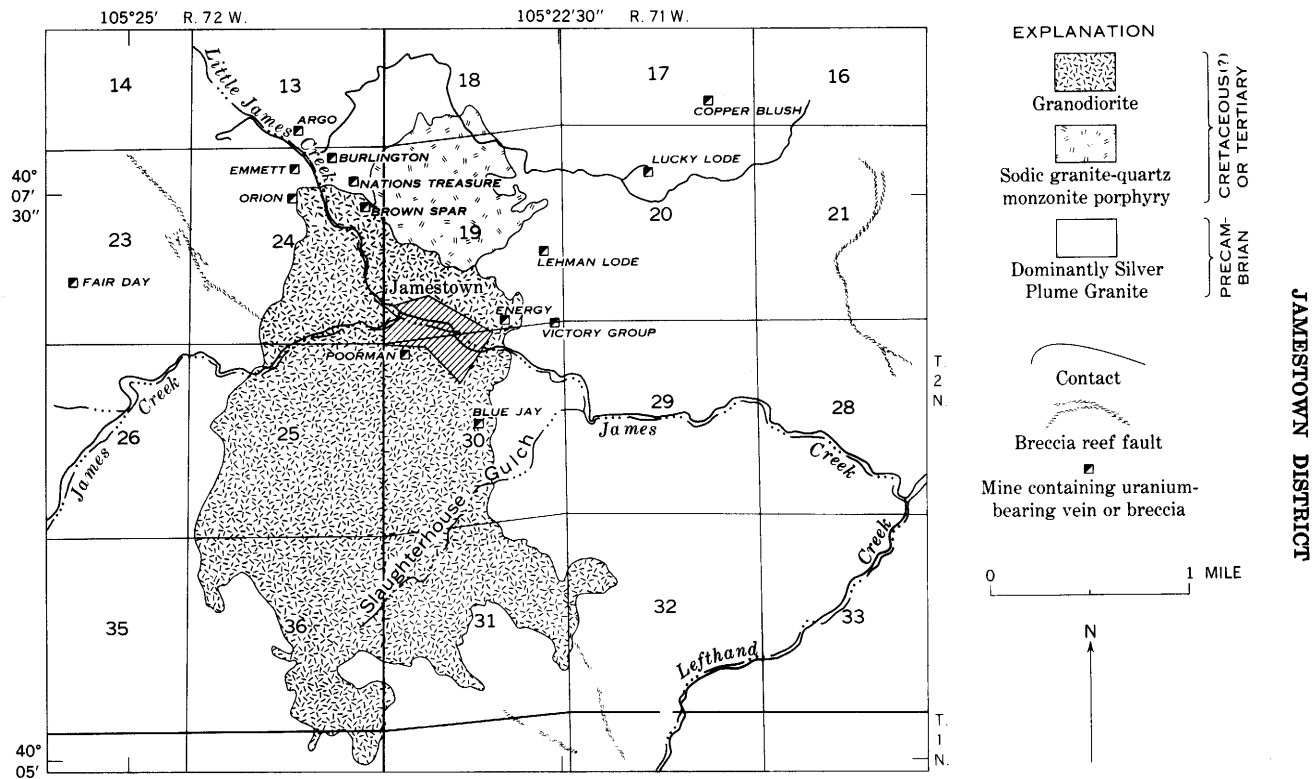 105°25′ R. 72 W.
105°22′30″ R. 71 W.
14
13
18
17
16
Little James Creek
ARGO
COPPER BLUSH
BURLINGTON
EMMETT
NATIONS TREASURE
LUCKY LODE
40°
07′
30″
ORION
BROWN SPAR
23
24
19
20
21
LEHMAN LODE
FAIR DAY
Jamestown
ENERGY
VICTORY GROUP
POORMAN
T.
2
N.
James Creek
26
25
BLUE JAY
30
29
28
James Creek
Slaughterhouse Gulch
Creek
35
36
31
32
33
Lefthand
T.
1
N.
40°
05′
EXPLANATION
Granodiorite
Sodic granite-quartz
monzonite porphyry
CRETACEOUS(?)
OR TERTIARY
Dominantly Silver
Plume Granite
PRECAM-
BRIAN
Contact
Breccia reef fault
Mine containing uranium-
bearing vein or breccia
0 1 MILE
N
JAMESTOWN DISTRICT